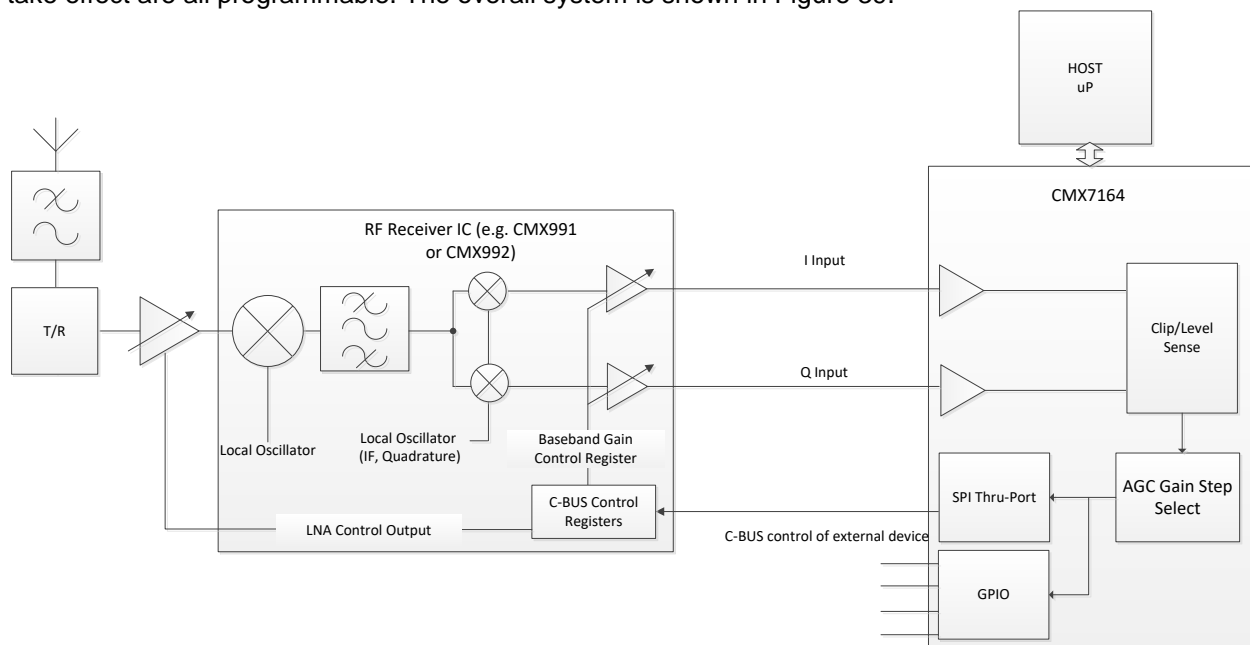 take effect are all programmable. The overall system is shown in Figure
HOST
uP
CMX7164
RF Receiver IC (e.g. CMX991
or CMX992)
I Input
T/R
Clip/Level
Sense
Q Input
Local Oscillator
Local Oscillator
(IF, Quadrature)
Baseband Gain
Control Register
C-BUS Control
Registers
LNA Control Output
SPI Thru-Port
AGC Gain Step
Select
C-BUS control of external device
GPIO